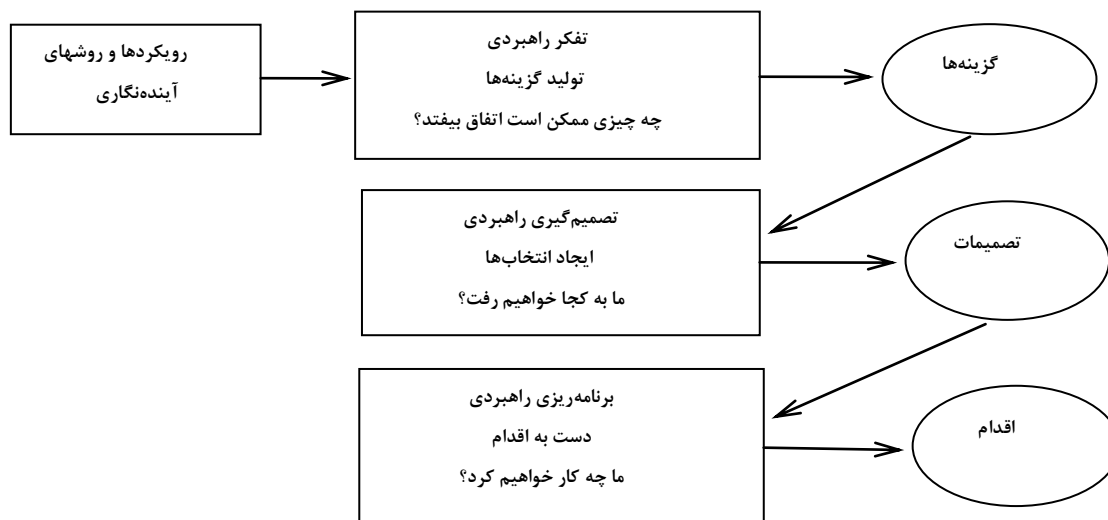 رویکردها و روشهای
آینده‌نگاری
تفکر راهبردی
تولید گزینه‌ها
چه چیزی ممکن است اتفاق بیفتد؟
گزینه‌ها
تصمیم‌گیری راهبردی
ایجاد انتخاب‌ها
ما به کجا خواهیم رفت؟
تصمیمات
برنامه‌ریزی راهبردی
دست به اقدام
ما چه کار خواهیم کرد؟
اقدام